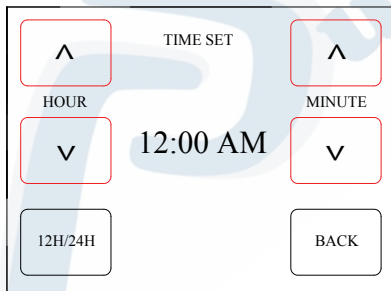 ^ TIME SET ^
HOUR MINUTE
12:00 AM
v v
12H/24H BACK